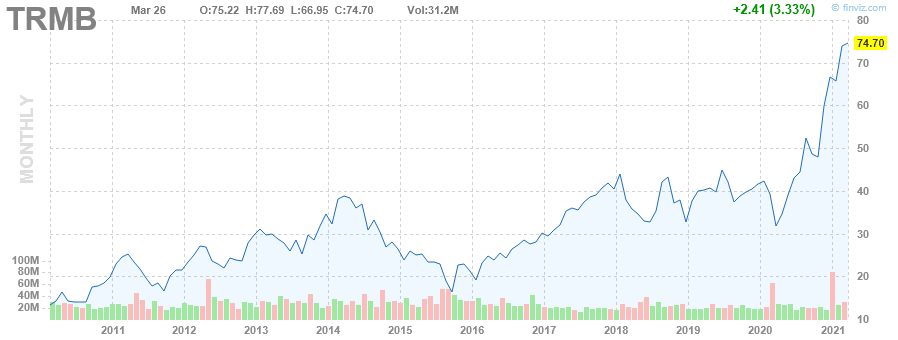 TRMB Mar 26 O:75.22 H:77.69 L:66.95 C:74.70 Vol:31.2M +2.41 (3.33%) © finviz.com
MONTHLY
80
74.70
70
60
50
40
30
20
10
100M
80M
60M
40M
20M
2011 2012 2013 2014 2015 2016 2017 2018 2019 2020 2021